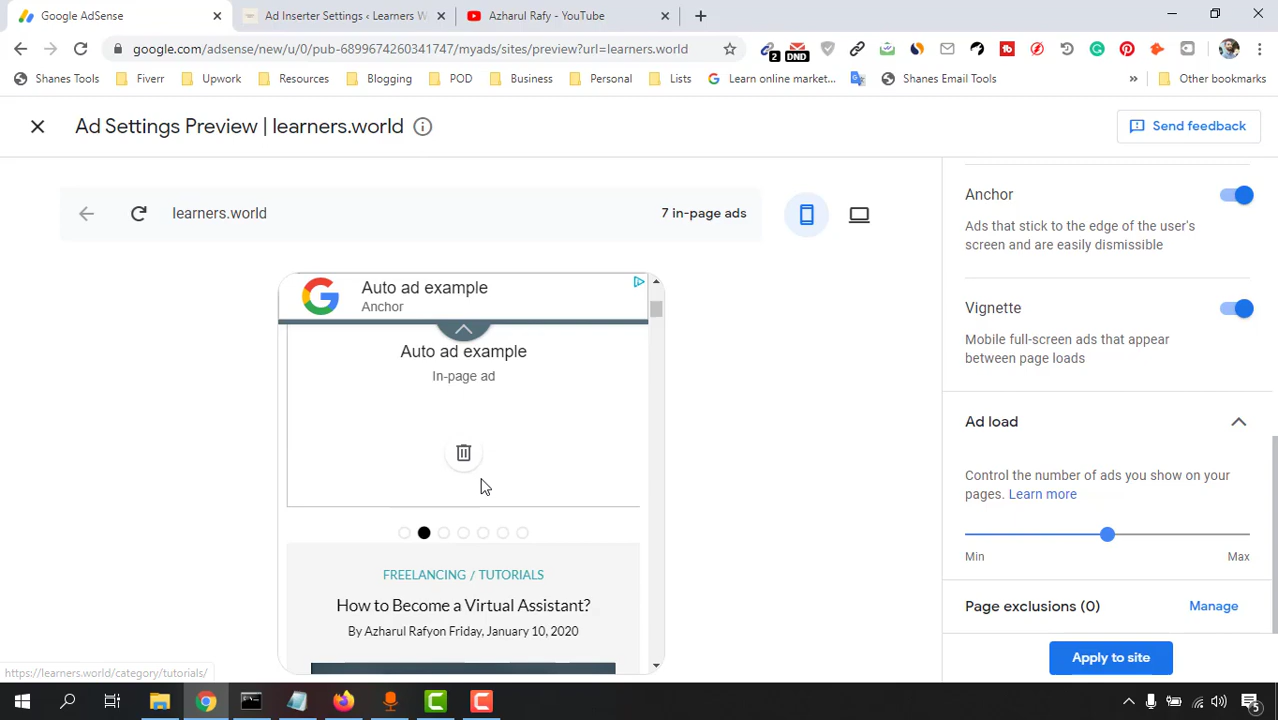 Google AdSense
Ad Inserter Settings ‹ Learners W
Azharul Rafy - YouTube
google.com/adsense/new/u/0/pub-6899674260341747/myads/sites/preview?url=learners.world
2
DND
Shanes Tools
Fiverr
Upwork
Resources
Blogging
POD
Business
Personal
Lists
Learn online market...
Shanes Email Tools
»
Other bookmarks
Ad Settings Preview | learners.world
Send feedback
learners.world
7 in-page ads
Auto ad example
Anchor
Auto ad example
In-page ad
FREELANCING / TUTORIALS
How to Become a Virtual Assistant?
By Azharul Rafyon Friday, January 10, 2020
Anchor
Ads that stick to the edge of the user's
screen and are easily dismissible
Vignette
Mobile full-screen ads that appear
between page loads
Ad load
Control the number of ads you show on your
pages. Learn more
Min
Max
Page exclusions (0)
Manage
Apply to site
https://learners.world/category/tutorials/
5